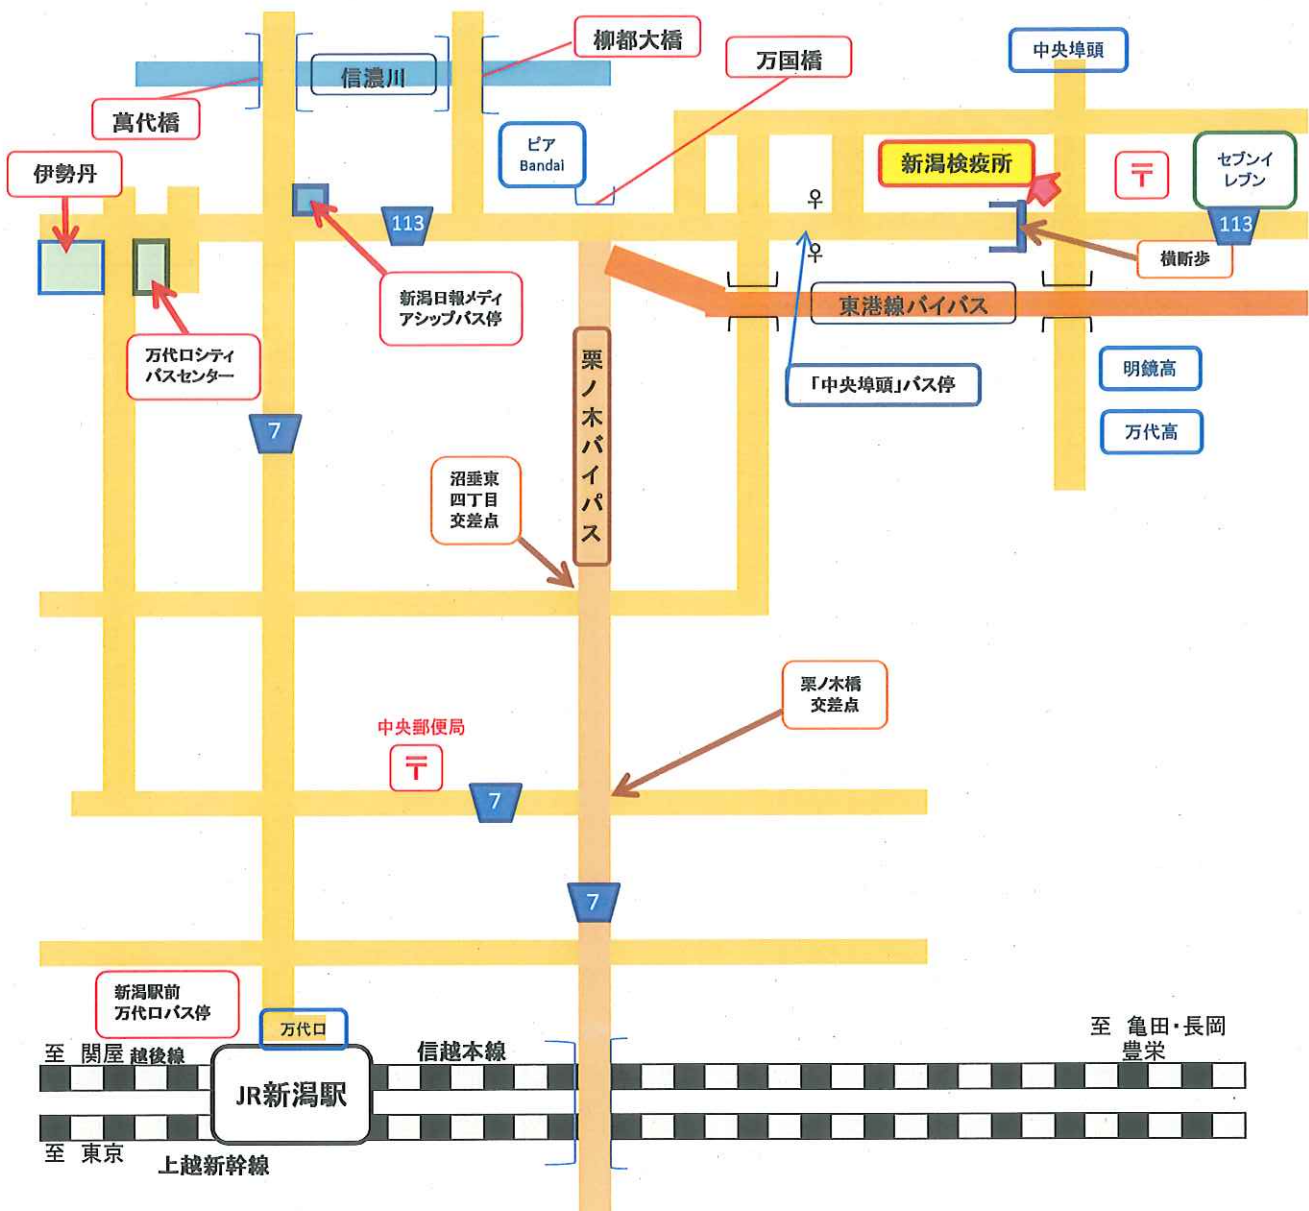 柳都大橋
信濃川
万国橋
中央埠頭
萬代橋
ピア
Bandai
伊勢丹
新潟検疫所
〒
セブンイ
レブン
113
113
横断歩
新潟日報メディ
アシップバス停
東港線バイパス
万代口シティ
バスセンター
栗ノ木バイパス
「中央埠頭」バス停
明鏡高
万代高
7
沼垂東
四丁目
交差点
栗ノ木橋
交差点
中央郵便局
〒
7
7
新潟駅前
万代口バス停
万代口
至 亀田・長岡
豊栄
至 関屋 越後線
信越本線
JR新潟駅
至 東京
上越新幹線